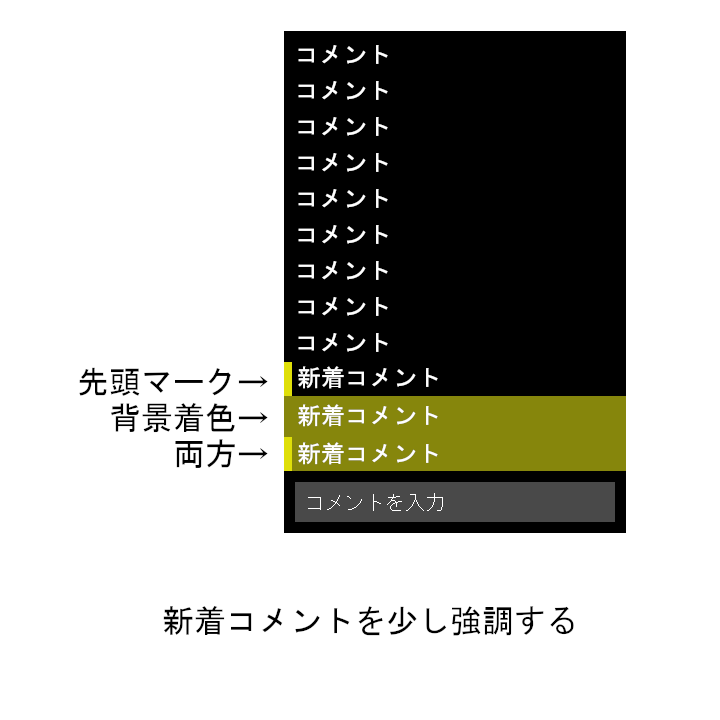 コメント
コメント
コメント
コメント
コメント
コメント
コメント
コメント
コメント
先頭マーク→ 新着コメント
背景着色→ 新着コメント
両方→ 新着コメント
コメントを入力
新着コメントを少し強調する